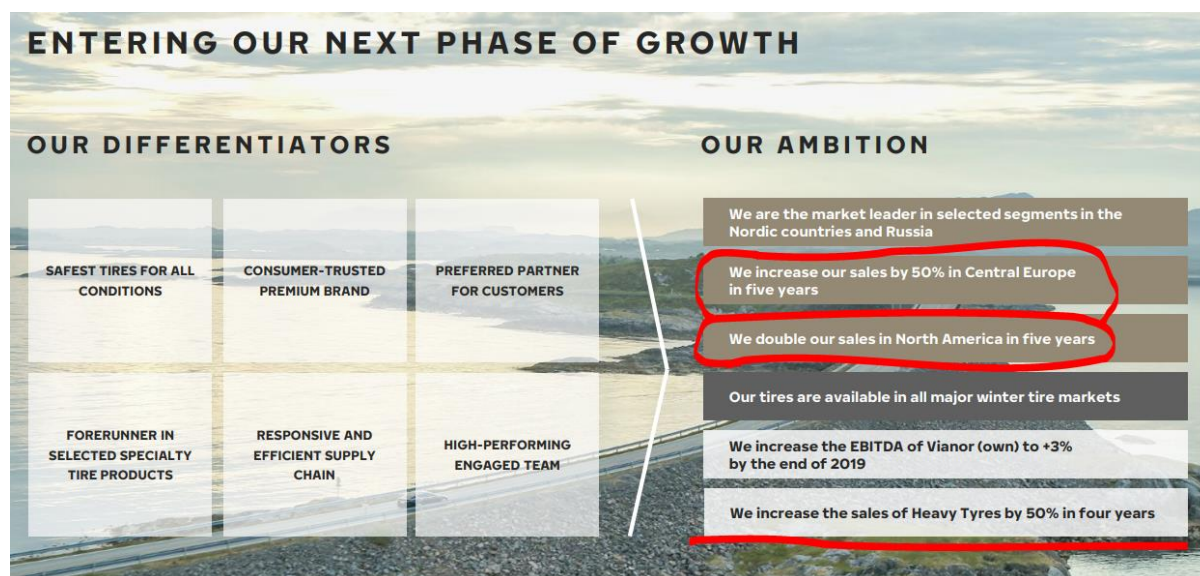 ENTERING OUR NEXT PHASE OF GROWTH
OUR DIFFERENTIATORS
SAFEST TIRES FOR ALL
CONDITIONS
CONSUMER-TRUSTED
PREMIUM BRAND
PREFERRED PARTNER
FOR CUSTOMERS
FORERUNNER IN
SELECTED SPECIALTY
TIRE PRODUCTS
RESPONSIVE AND
EFFICIENT SUPPLY
CHAIN
HIGH-PERFORMING
ENGAGED TEAM
OUR AMBITION
We are the market leader in selected segments in the
Nordic countries and Russia
We increase our sales by 50% in Central Europe
in five years
We double our sales in North America in five years
Our tires are available in all major winter tire markets
We increase the EBITDA of Vianor (own) to +3%
by the end of 2019
We increase the sales of Heavy Tyres by 50% in four years